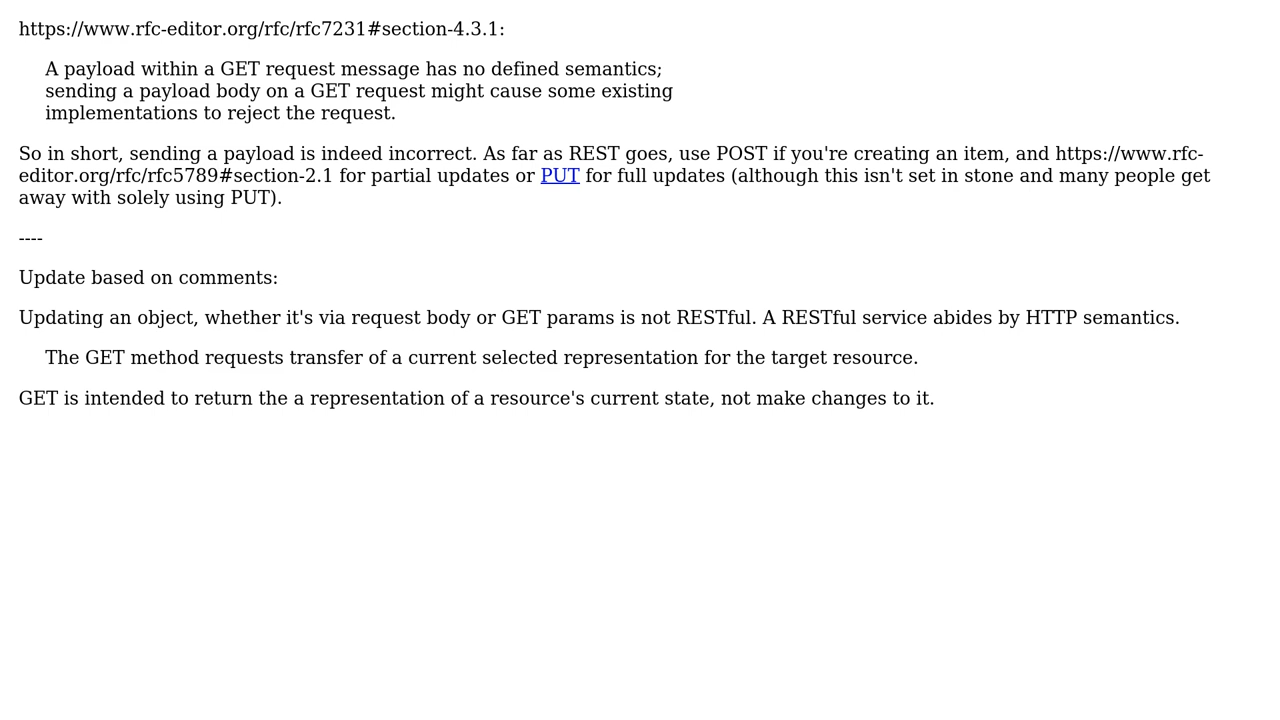 https://www.rfc-editor.org/rfc/rfc7231#section-4.3.1:
A payload within a GET request message has no defined semantics;
sending a payload body on a GET request might cause some existing
implementations to reject the request.
So in short, sending a payload is indeed incorrect. As far as REST goes, use POST if you're creating an item, and https://www.rfc-
editor.org/rfc/rfc5789#section-2.1 for partial updates or PUT for full updates (although this isn't set in stone and many people get
away with solely using PUT).
----
Update based on comments:
Updating an object, whether it's via request body or GET params is not RESTful. A RESTful service abides by HTTP semantics.
The GET method requests transfer of a current selected representation for the target resource.
GET is intended to return the a representation of a resource's current state, not make changes to it.